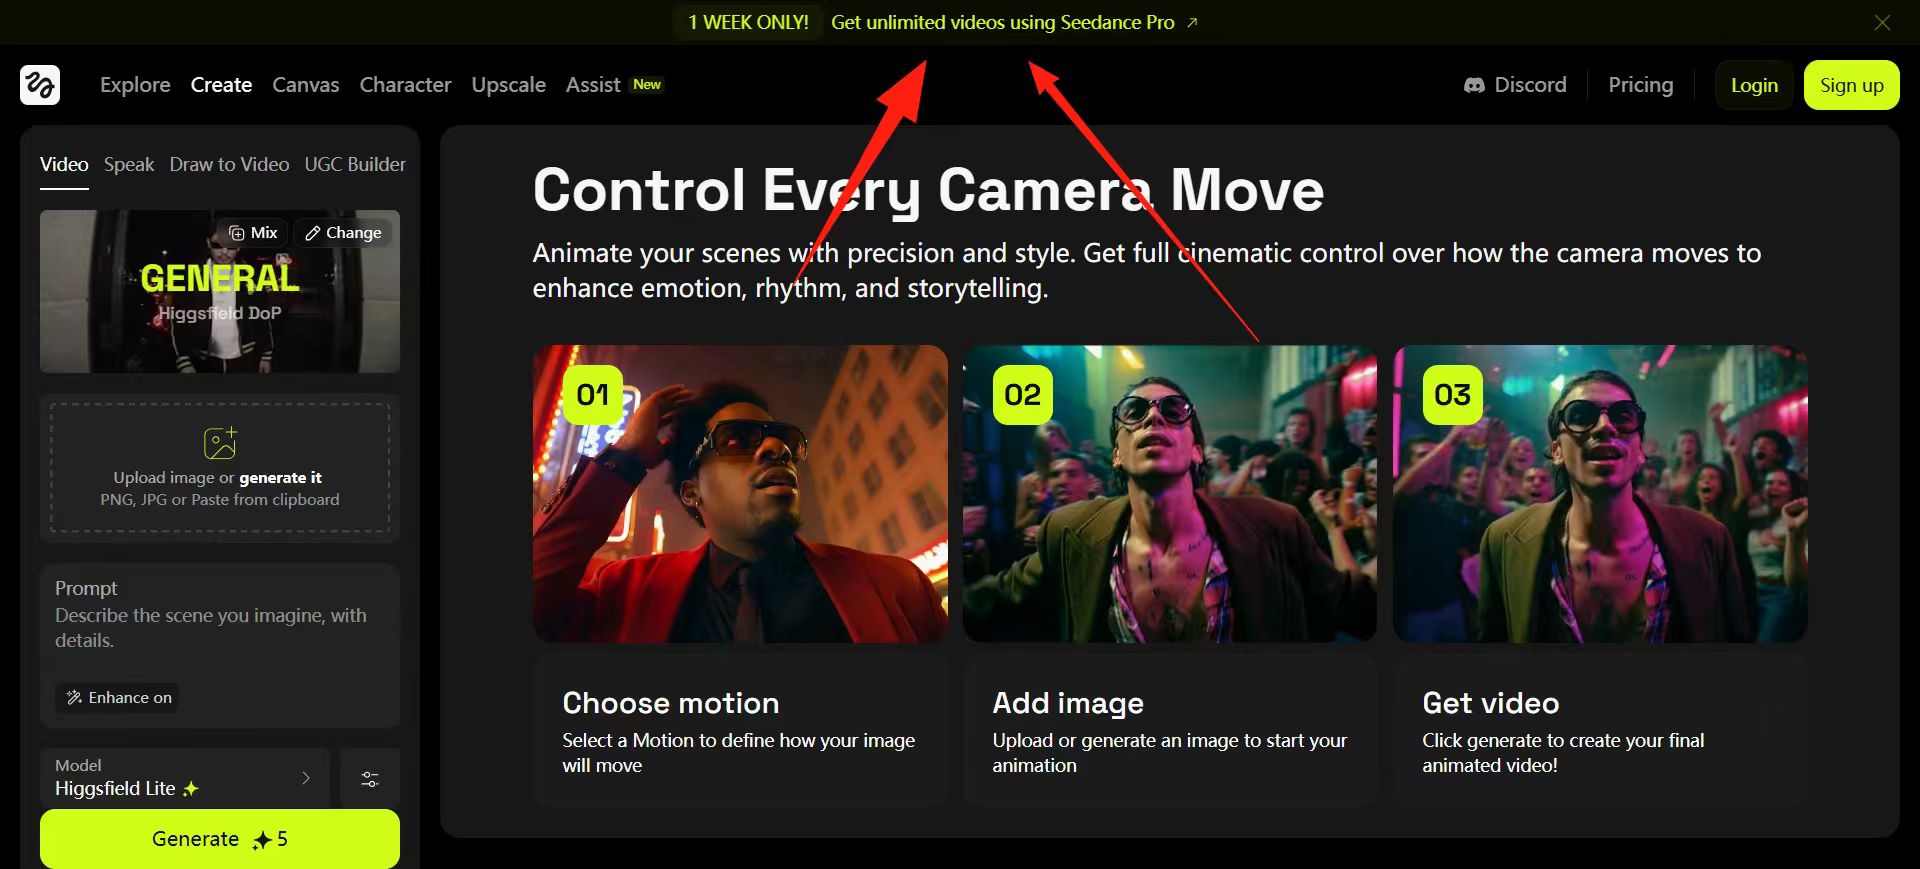 1 WEEK ONLY! Get unlimited videos using Seedance Pro ↗
Explore Create Canvas Character Upscale Assist New
Discord Pricing Login Sign up
Video Speak Draw to Video UGC Builder
Mix Change
GENERAL
Higgsfield DoP
Upload image or generate it
PNG, JPG or Paste from clipboard
Prompt
Describe the scene you imagine, with
details.
Enhance on
Model
Higgsfield Lite
Generate 5
Control Every Camera Move
Animate your scenes with precision and style. Get full cinematic control over how the camera moves to
enhance emotion, rhythm, and storytelling.
01
Choose motion
Select a Motion to define how your image
will move
02
Add image
Upload or generate an image to start your
animation
03
Get video
Click generate to create your final
animated video!